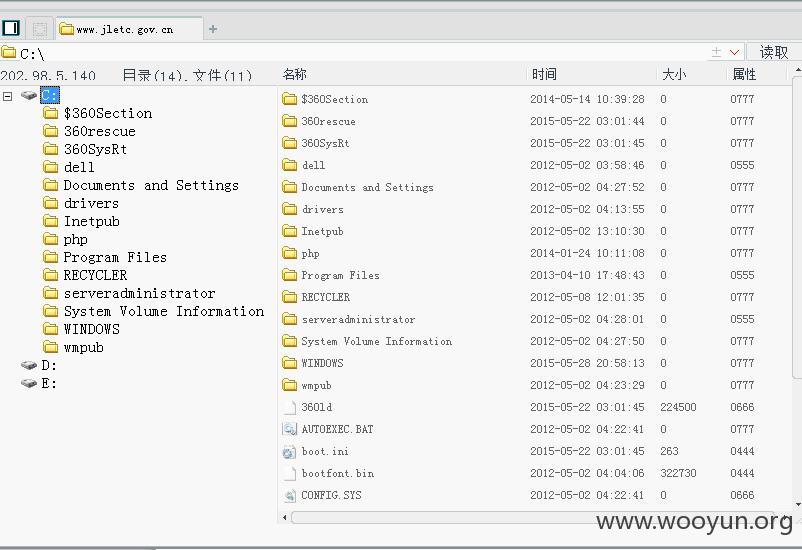 www.jletc.gov.cn
C:\
读取
202.98.5.140 目录(14),文件(11)
名称 时间 大小 属性
C:
$360Section
360rescue
360SysRt
dell
Documents and Settings
drivers
Inetpub
php
Program Files
RECYCLER
serveradministrator
System Volume Information
WINDOWS
wmpub
D:
E:
$360Section 2014-05-14 10:39:28 0 0777
360rescue 2015-05-22 03:01:44 0 0777
360SysRt 2015-05-22 03:01:45 0 0777
dell 2012-05-02 03:58:46 0 0555
Documents and Settings 2012-05-02 04:27:52 0 0777
drivers 2012-05-02 04:13:55 0 0777
Inetpub 2012-05-02 13:10:30 0 0777
php 2014-01-24 10:11:08 0 0777
Program Files 2013-04-10 17:48:43 0 0555
RECYCLER 2012-05-08 12:01:35 0 0777
serveradministrator 2012-05-02 04:28:01 0 0555
System Volume Information 2012-05-02 04:27:50 0 0777
WINDOWS 2015-05-28 20:58:13 0 0777
wmpub 2012-05-02 04:23:29 0 0777
360ld 2015-05-22 03:01:45 224500 0666
AUTOEXEC.BAT 2012-05-02 04:22:41 0 0777
boot.ini 2015-05-22 03:01:45 263 0444
bootfont.bin 2012-05-02 04:04:06 322730 0444
CONFIG.SYS 2012-05-02 04:22:41 0 0666
www.wooyun.org